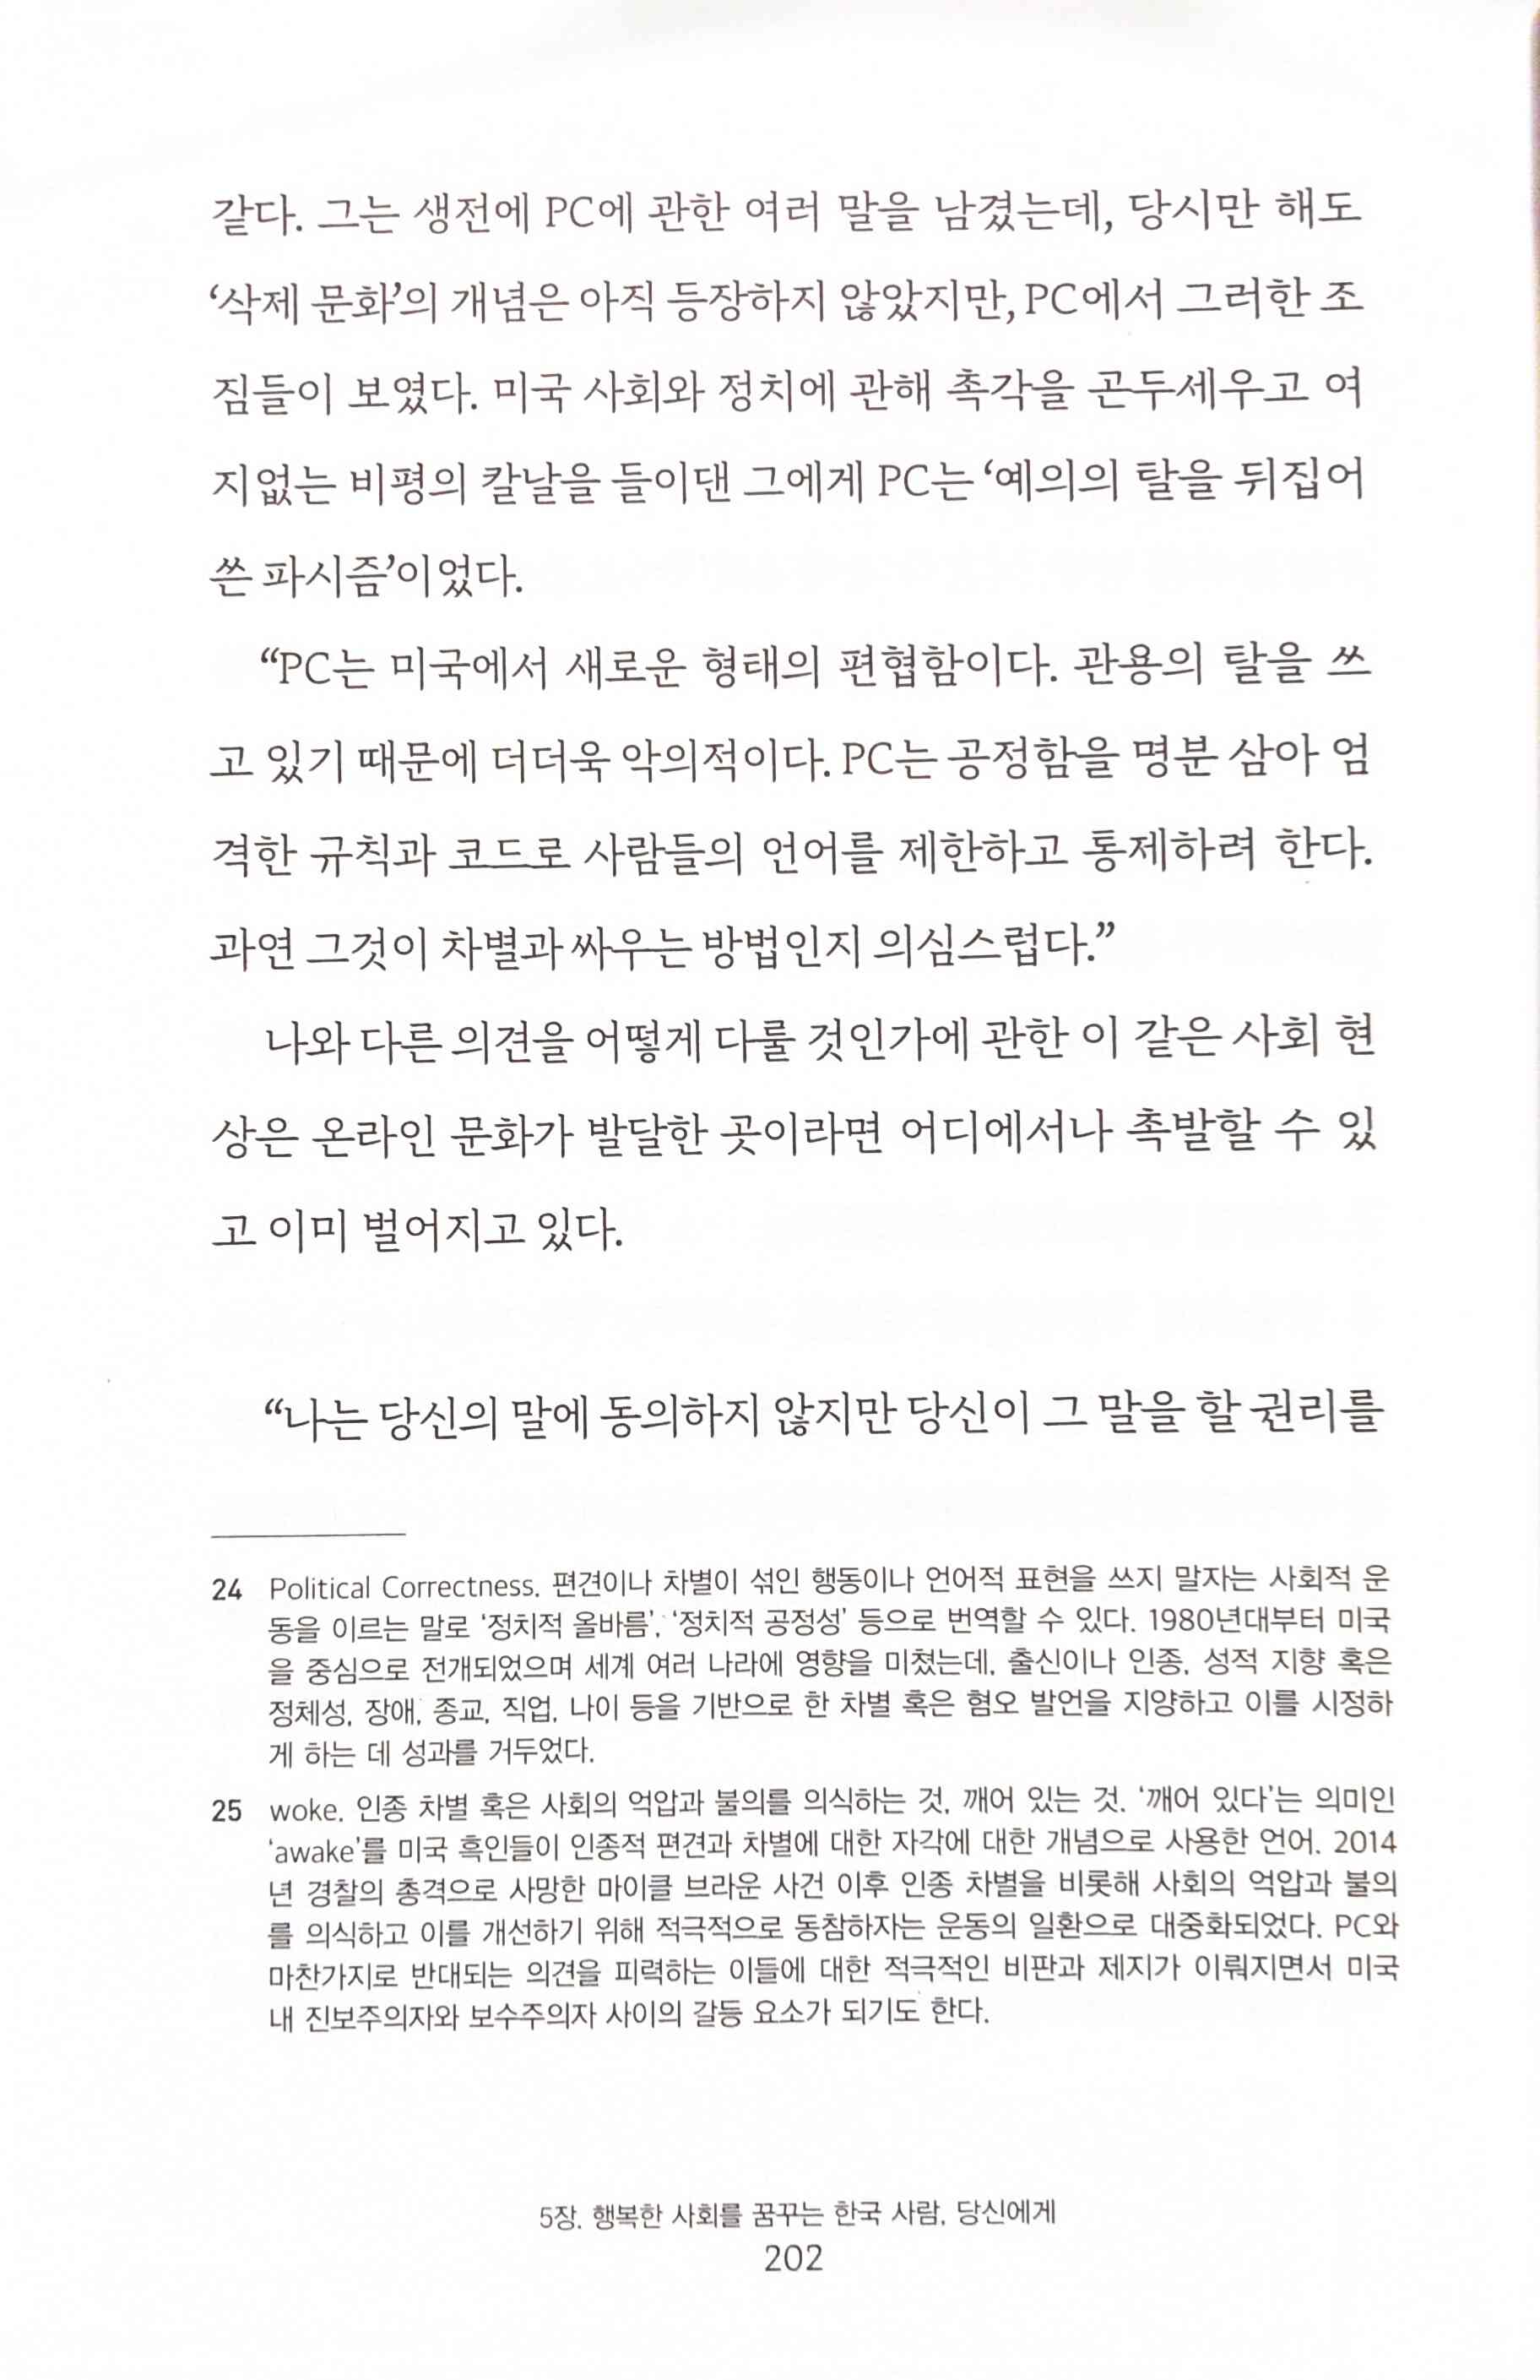 같다. 그는 생전에 PC에 관한 여러 말을 남겼는데, 당시만 해도
‘삭제 문화’의 개념은 아직 등장하지 않았지만, PC에서 그러한 조
짐들이 보였다. 미국 사회와 정치에 관해 촉각을 곤두세우고 여
지없는 비평의 칼날을 들이댄 그에게 PC는 ‘예의의 탈을 뒤집어
쓴 파시즘’이었다.
“PC는 미국에서 새로운 형태의 편협함이다. 관용의 탈을 쓰
고 있기 때문에 더더욱 악의적이다. PC는 공정함을 명분 삼아 엄
격한 규칙과 코드로 사람들의 언어를 제한하고 통제하려 한다.
과연 그것이 차별과 싸우는 방법인지 의심스럽다.”
나와 다른 의견을 어떻게 다룰 것인가에 관한 이 같은 사회 현
상은 온라인 문화가 발달한 곳이라면 어디에서나 촉발할 수 있
고 이미 벌어지고 있다.
“나는 당신의 말에 동의하지 않지만 당신이 그 말을 할 권리를
24 Political Correctness. 편견이나 차별이 섞인 행동이나 언어적 표현을 쓰지 말자는 사회적 운
동을 이르는 말로 ‘정치적 올바름’, ‘정치적 공정성’ 등으로 번역할 수 있다. 1980년대부터 미국
을 중심으로 전개되었으며 세계 여러 나라에 영향을 미쳤는데, 출신이나 인종, 성적 지향 혹은
정체성, 장애, 종교, 직업, 나이 등을 기반으로 한 차별 혹은 혐오 발언을 지양하고 이를 시정하
게 하는 데 성과를 거두었다.
25 woke. 인종 차별 혹은 사회의 억압과 불의를 의식하는 것, 깨어 있는 것. ‘깨어 있다’는 의미인
‘awake’를 미국 흑인들이 인종적 편견과 차별에 대한 자각에 대한 개념으로 사용한 언어. 2014
년 경찰의 총격으로 사망한 마이클 브라운 사건 이후 인종 차별을 비롯해 사회의 억압과 불의
를 의식하고 이를 개선하기 위해 적극적으로 동참하자는 운동의 일환으로 대중화되었다. PC와
마찬가지로 반대되는 의견을 피력하는 이들에 대한 적극적인 비판과 제지가 이뤄지면서 미국
내 진보주의자와 보수주의자 사이의 갈등 요소가 되기도 한다.
5장. 행복한 사회를 꿈꾸는 한국 사람, 당신에게
202